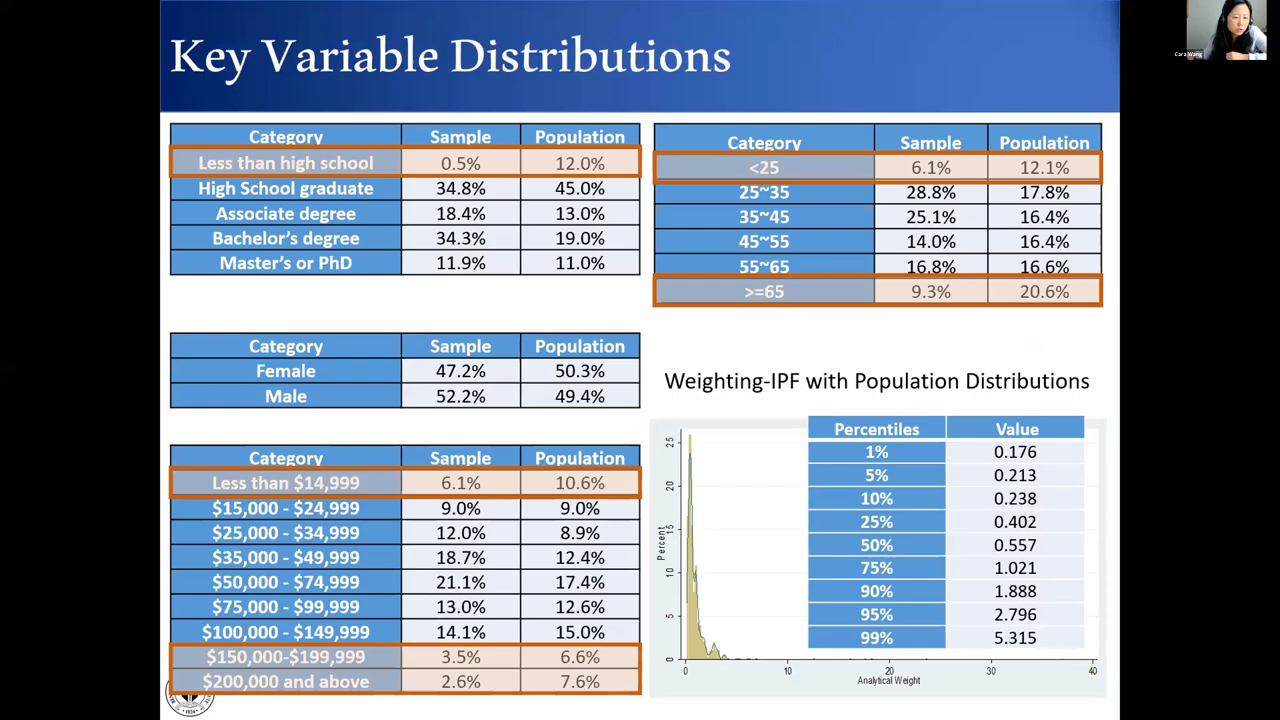 Key Variable Distributions
Cara Wang
Category Sample Population
Less than high school 0.5% 12.0%
High School graduate 34.8% 45.0%
Associate degree 18.4% 13.0%
Bachelor's degree 34.3% 19.0%
Master's or PhD 11.9% 11.0%
Category Sample Population
<25 6.1% 12.1%
25~35 28.8% 17.8%
35~45 25.1% 16.4%
45~55 14.0% 16.4%
55~65 16.8% 16.6%
>=65 9.3% 20.6%
Category Sample Population
Female 47.2% 50.3%
Male 52.2% 49.4%
Category Sample Population
Less than $14,999 6.1% 10.6%
$15,000 - $24,999 9.0% 9.0%
$25,000 - $34,999 12.0% 8.9%
$35,000 - $49,999 18.7% 12.4%
$50,000 - $74,999 21.1% 17.4%
$75,000 - $99,999 13.0% 12.6%
$100,000 - $149,999 14.1% 15.0%
$150,000-$199,999 3.5% 6.6%
$200,000 and above 2.6% 7.6%
Weighting-IPF with Population Distributions
Percentiles Value
1% 0.176
5% 0.213
10% 0.238
25% 0.402
50% 0.557
75% 1.021
90% 1.888
95% 2.796
99% 5.315
25
20
15
10
5
0
Percent
0 10 20 30 40
Analytical Weight